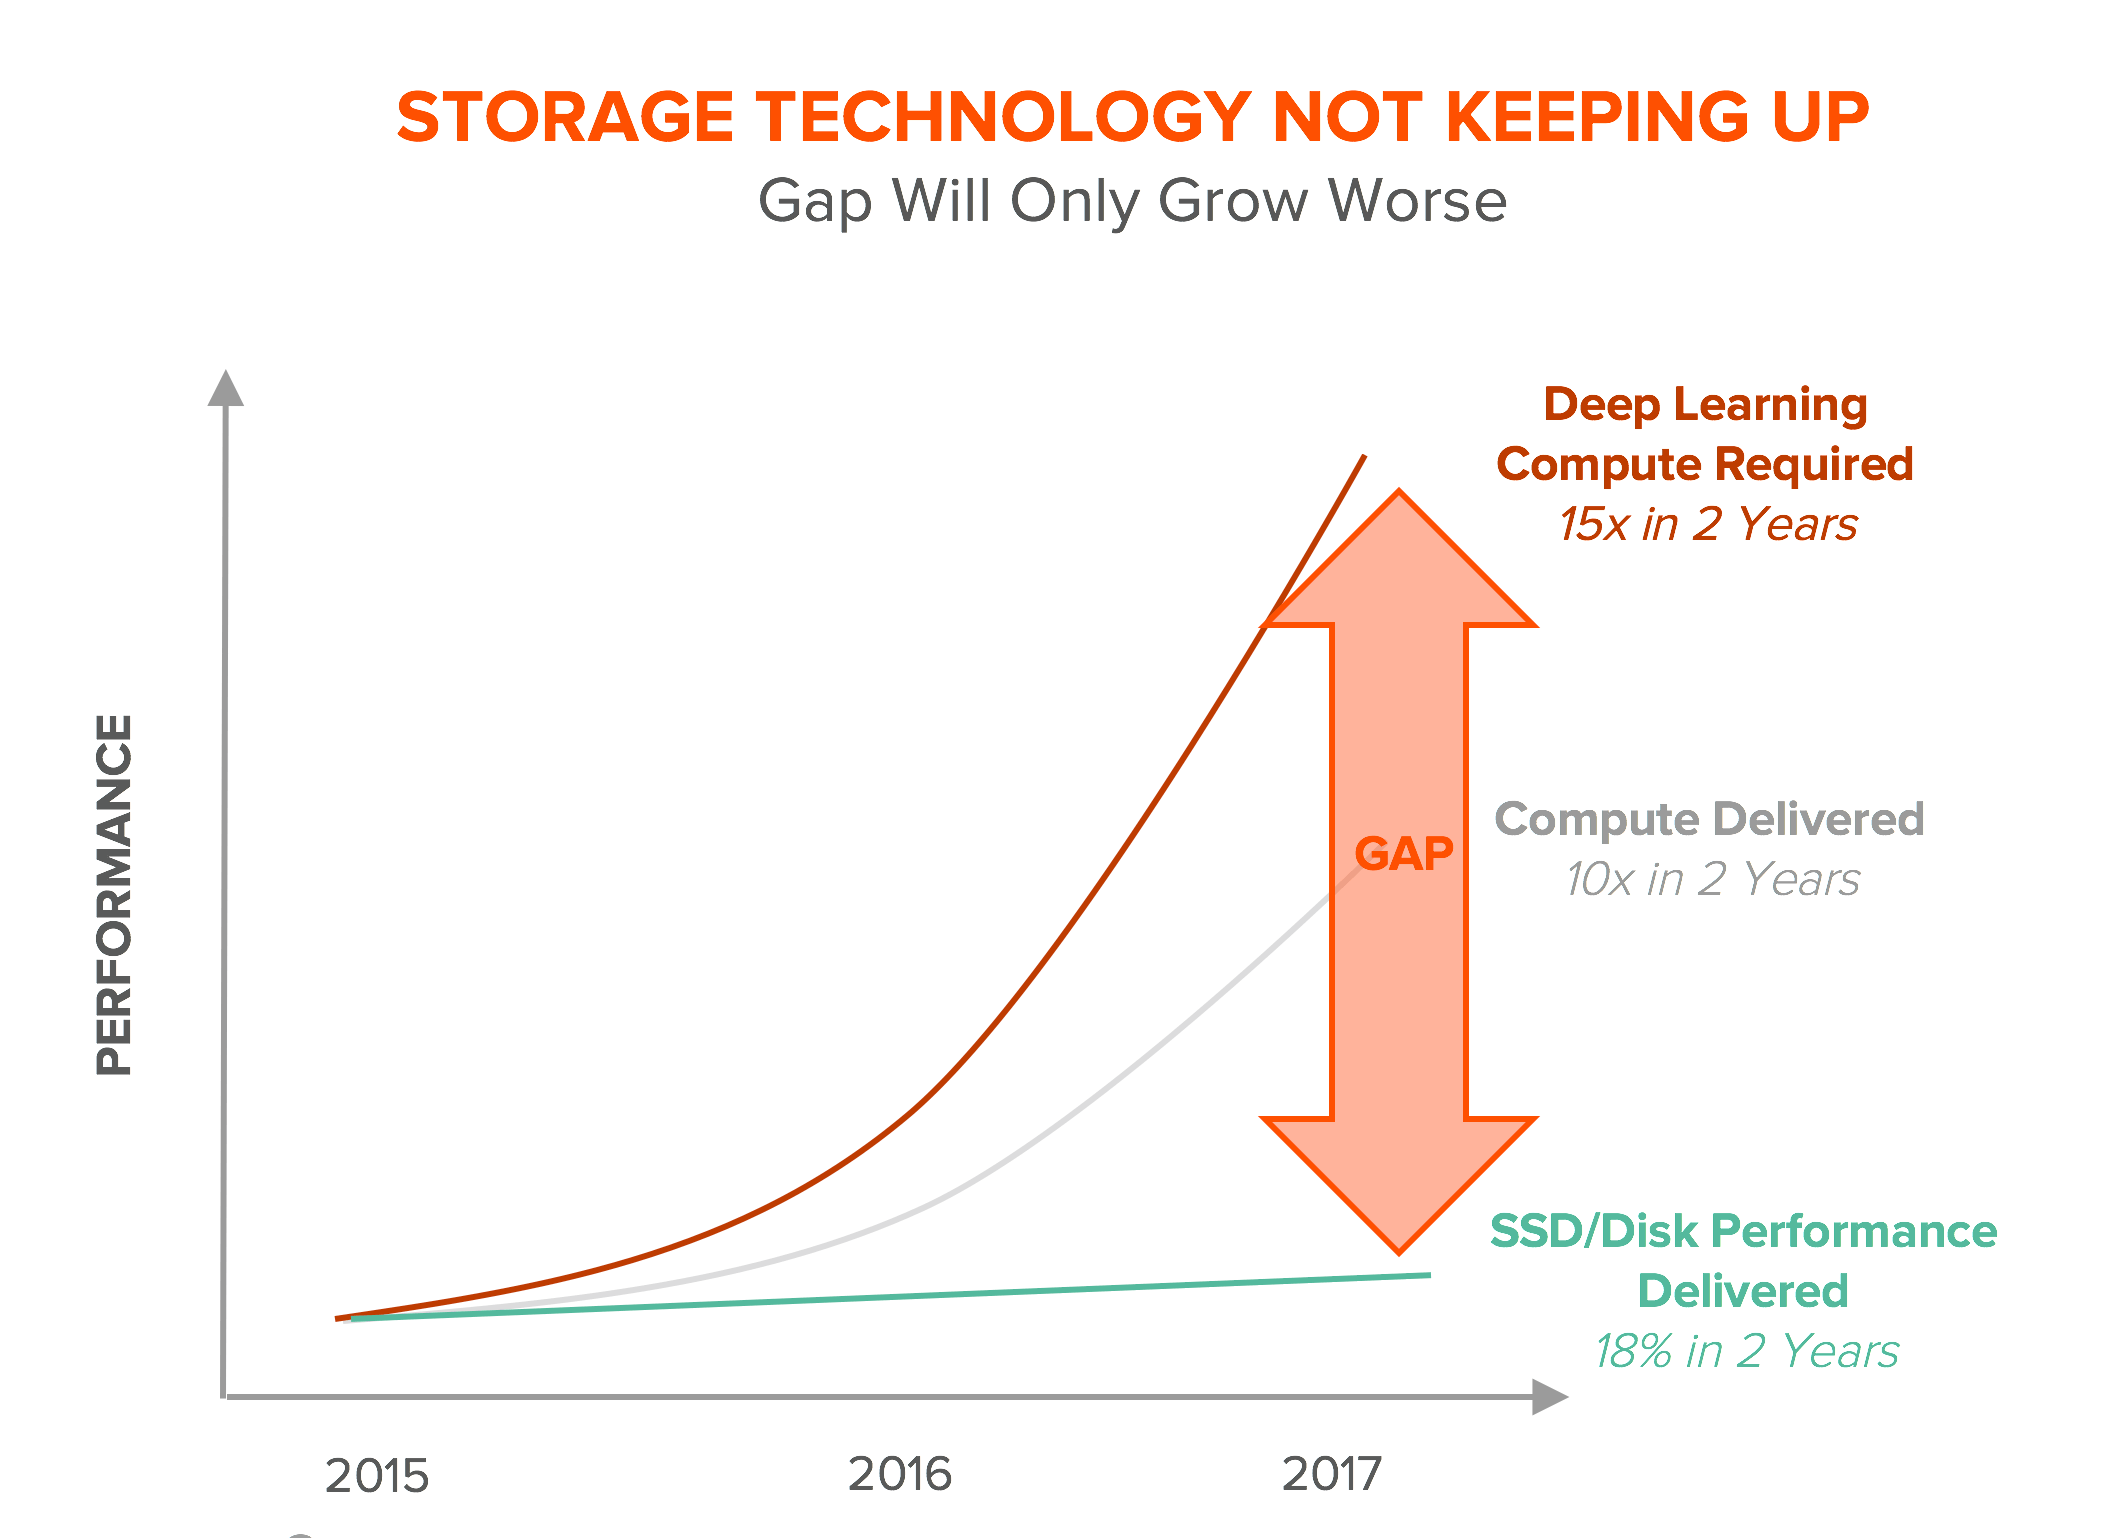 STORAGE TECHNOLOGY NOT KEEPING UP
Gap Will Only Grow Worse
PERFORMANCE
Deep Learning
Compute Required
15x in 2 Years
GAP
Compute Delivered
10x in 2 Years
SSD/Disk Performance
Delivered
18% in 2 Years
2015
2016
2017